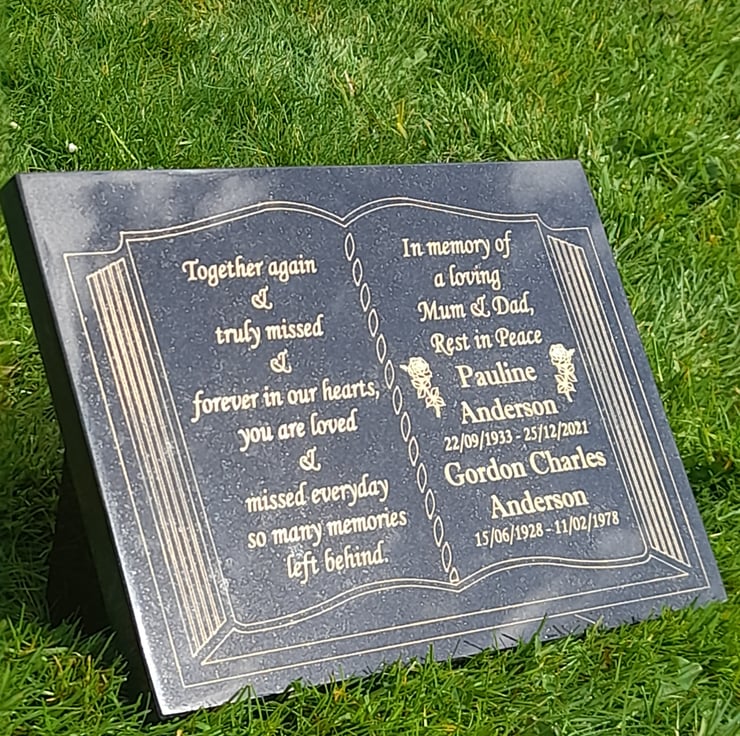 Together again
&
truly missed
&
forever in our hearts,
you are loved
&
missed everyday
so many memories
left behind.
In memory of
a loving
Mum & Dad,
Rest in Peace
Pauline
Anderson
22/09/1933 - 25/12/2021
Gordon Charles
Anderson
15/06/1928 - 11/02/1978